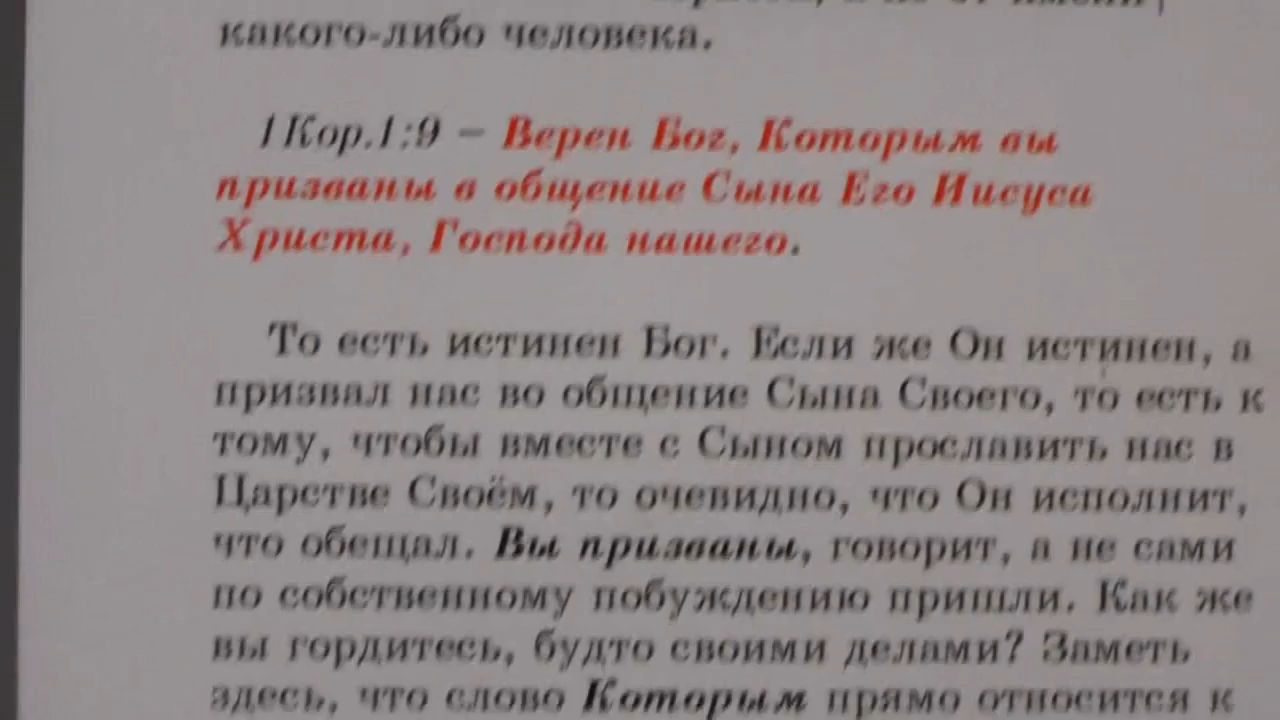 какого-либо человека.
1Кор.1:9 – Верен Бог, Которым вы
призваны в общение Сына Его Иисуса
Христа, Господа нашего.
То есть истинен Бог. Если же Он истинен, а
призвал нас во общение Сына Своего, то есть к
тому, чтобы вместе с Сыном прославить нас в
Царстве Своём, то очевидно, что Он исполнит,
что обещал. Вы призваны, говорит, а не сами
по собственному побуждению пришли. Как же
вы гордитесь, будто своими делами? Заметь
здесь, что слово Которым прямо относится к